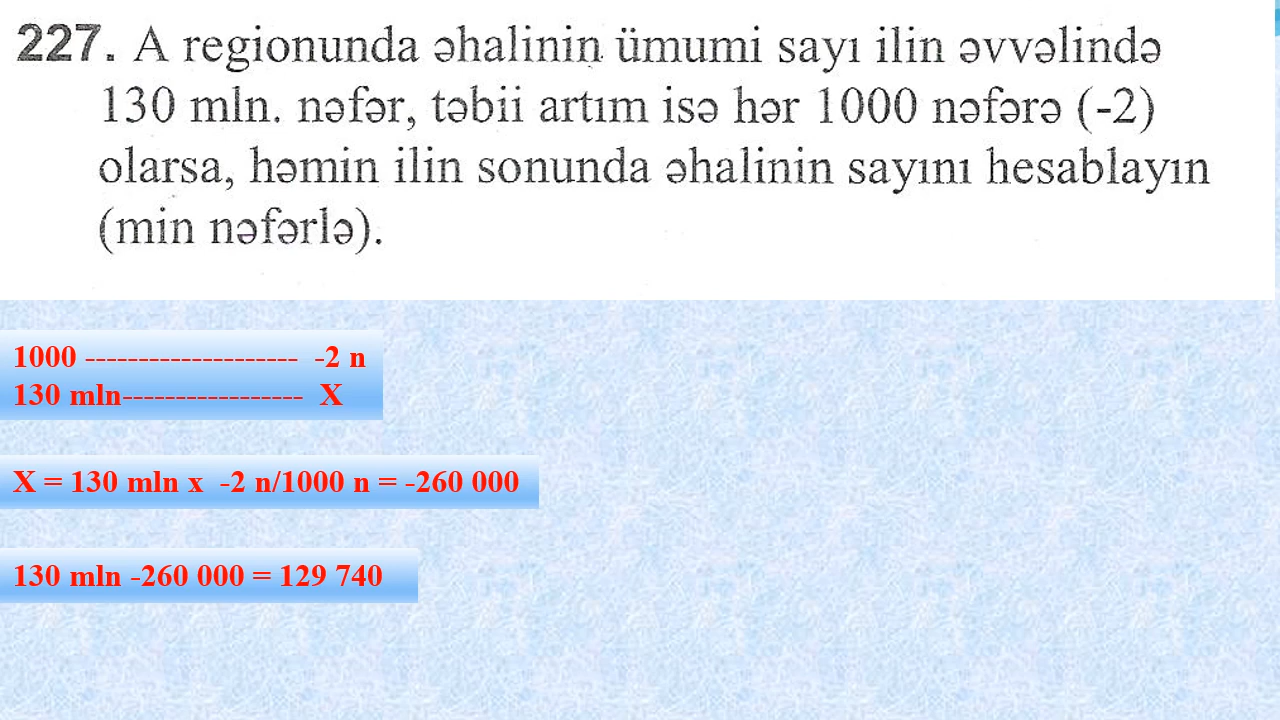 227. A regionunda əhalinin ümumi sayı ilin əvvəlində
130 mln. nəfər, təbii artım isə hər 1000 nəfərə (-2)
olarsa, həmin ilin sonunda əhalinin sayını hesablayın
(min nəfərlə).
1000 -------------------- -2 n
130 mln----------------- X
X = 130 mln x -2 n/1000 n = -260 000
130 mln -260 000 = 129 740